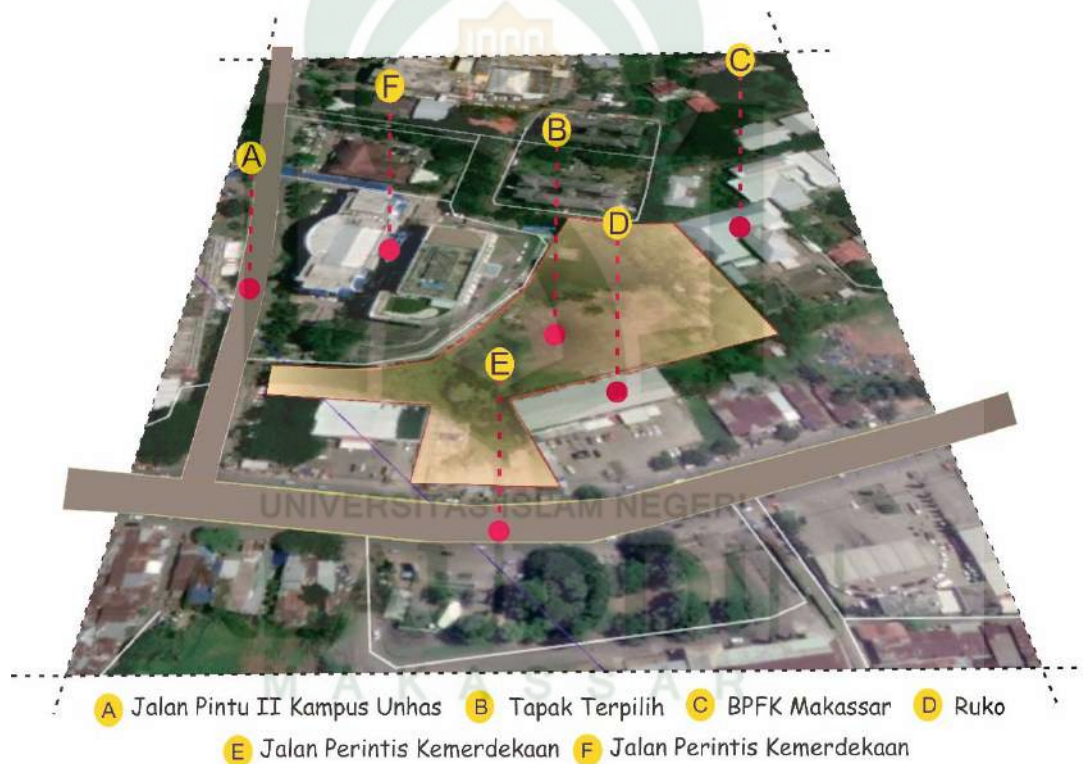 C
F
B
A
D
E
UNIVERSITAS ISLAM NEGERI
MAKASSAR
A Jalan Pintu II Kampus Unhas B Tapak Terpilih C BPFK Makassar D Ruko
E Jalan Perintis Kemerdekaan F Jalan Perintis Kemerdekaan